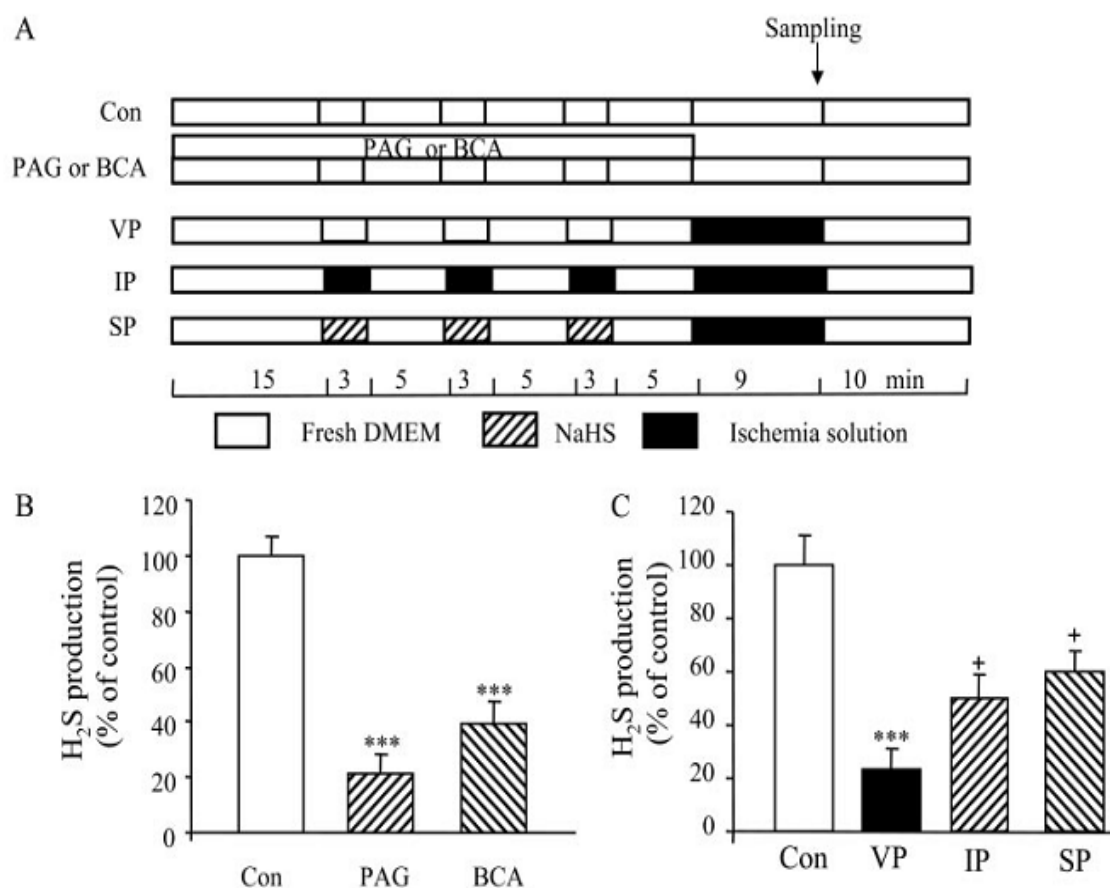 A
Sampling
Con
PAG or BCA
PAG or BCA
VP
IP
SP
15 3 5 3 5 3 5 9 10 min
Fresh DMEM NaHS Ischemia solution
B
H₂S production
(% of control)
120
100
80
60
40
20
0
***
***
Con PAG BCA
C
H₂S production
(% of control)
120
100
80
60
40
20
0
***
+
+
Con VP IP SP